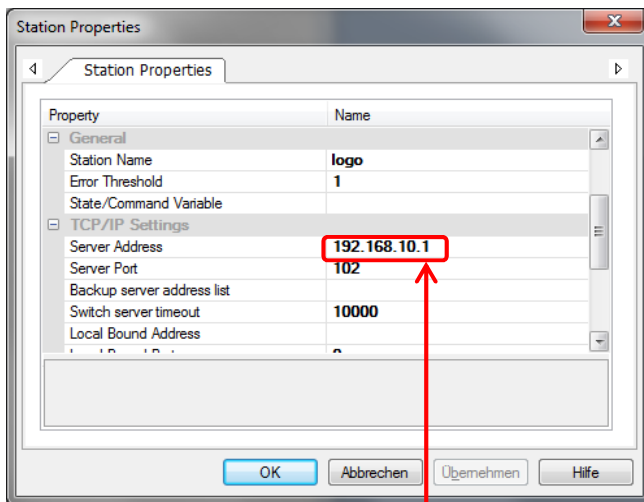 Station Properties
Station Properties
Property Name
General
Station Name logo
Error Threshold 1
State/Command Variable
TCP/IP Settings
Server Address 192.168.10.1
Server Port 102
Backup server address list
Switch server timeout 10000
Local Bound Address
OK Abbrechen Übernehmen Hilfe